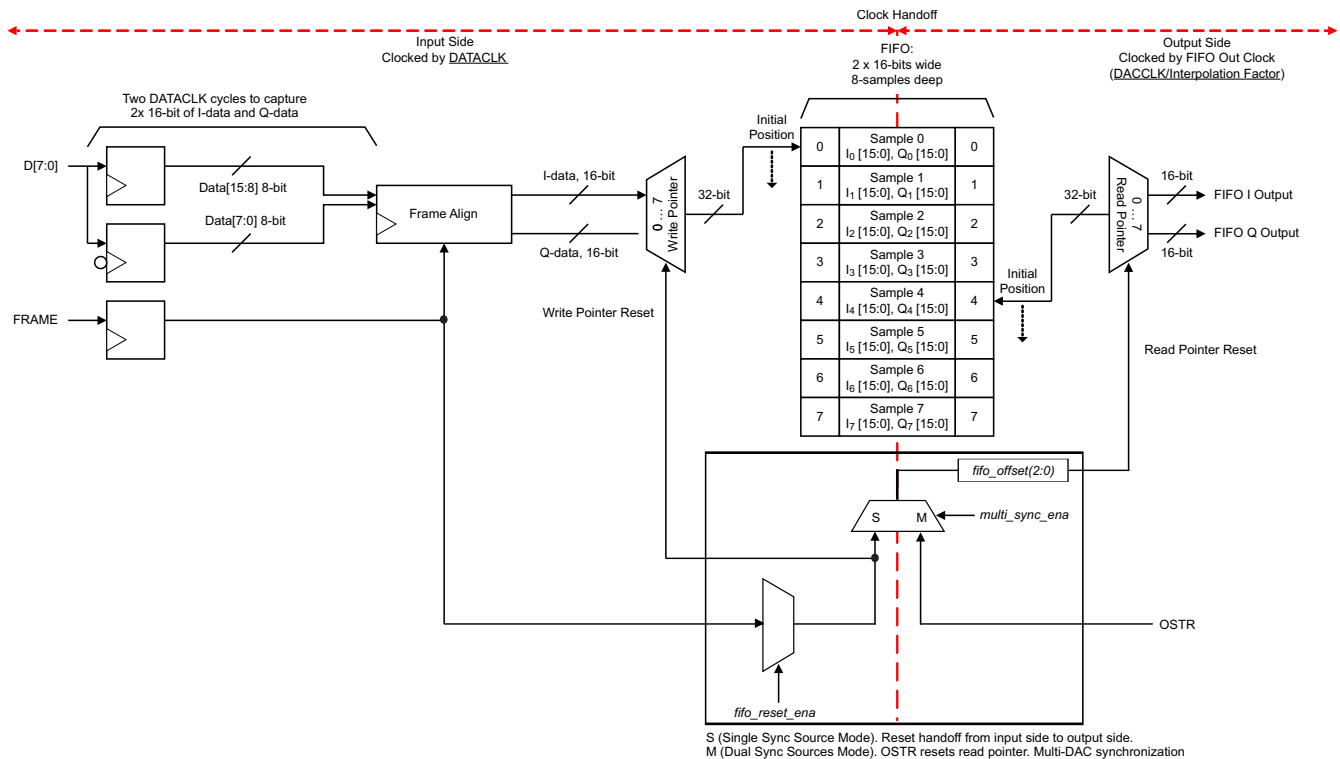 Clock Handoff
Input Side
Clocked by DATACLK
FIFO:
2 x 16-bits wide
8-samples deep
Output Side
Clocked by FIFO Out Clock
(DACCLK/Interpolation Factor)
Two DATACLK cycles to capture
2x 16-bit of I-data and Q-data
Initial
Position
D[7:0]
Data[15:8] 8-bit
Data[7:0] 8-bit
Frame Align
I-data, 16-bit
Q-data, 16-bit
0 ... 7
Write Pointer
32-bit
0
Sample 0
I0 [15:0], Q0 [15:0]
0
1
Sample 1
I1 [15:0], Q1 [15:0]
1
2
Sample 2
I2 [15:0], Q2 [15:0]
2
3
Sample 3
I3 [15:0], Q3 [15:0]
3
4
Sample 4
I4 [15:0], Q4 [15:0]
4
5
Sample 5
I5 [15:0], Q5 [15:0]
5
6
Sample 6
I6 [15:0], Q6 [15:0]
6
7
Sample 7
I7 [15:0], Q7 [15:0]
7
Initial
Position
32-bit
0 ... 7
Read Pointer
16-bit
FIFO I Output
FIFO Q Output
16-bit
FRAME
Write Pointer Reset
Read Pointer Reset
fifo_offset(2:0)
S
M
multi_sync_ena
OSTR
fifo_reset_ena
S (Single Sync Source Mode). Reset handoff from input side to output side.
M (Dual Sync Sources Mode). OSTR resets read pointer. Multi-DAC synchronization